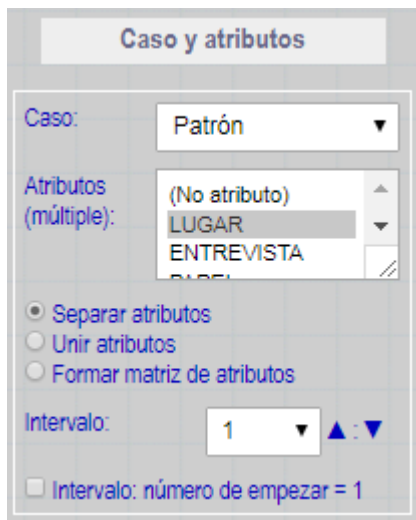 Caso y atributos
Caso:
Patrón
Atributos
(múltiple):
(No atributo)
LUGAR
ENTREVISTA
Separar atributos
Unir atributos
Formar matriz de atributos
Intervalo:
1
:
Intervalo: número de empezar = 1